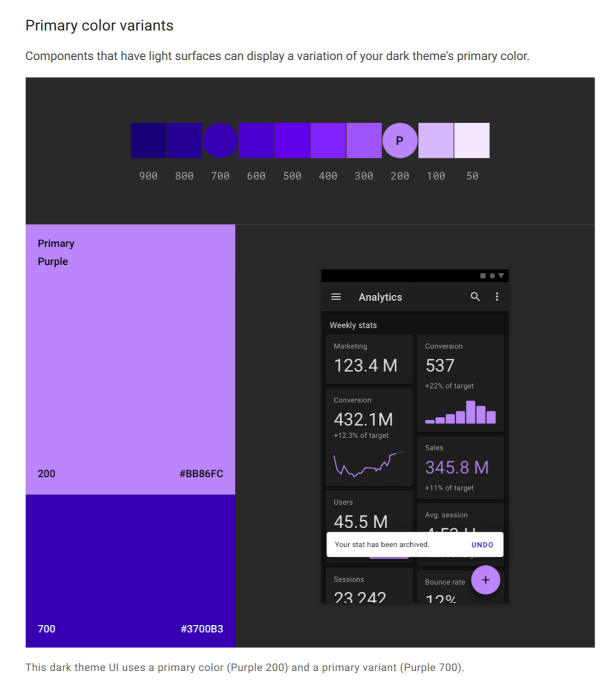 Primary color variants
Components that have light surfaces can display a variation of your dark theme's primary color.
P
900 800 700 600 500 400 300 200 100 50
Primary
Purple
200 #BB86FC
700 #3700B3
Analytics
Weekly stats
Marketing
123.4 M
Conversion
432.1M
+12.3% of target
Users
45.5 M
Conversion
537
+22% of target
Sales
345.8 M
+11% of target
Avg. session
Your stat has been archived. UNDO
Sessions
23,242
Bounce rate
12%
+
This dark theme UI uses a primary color (Purple 200) and a primary variant (Purple 700).